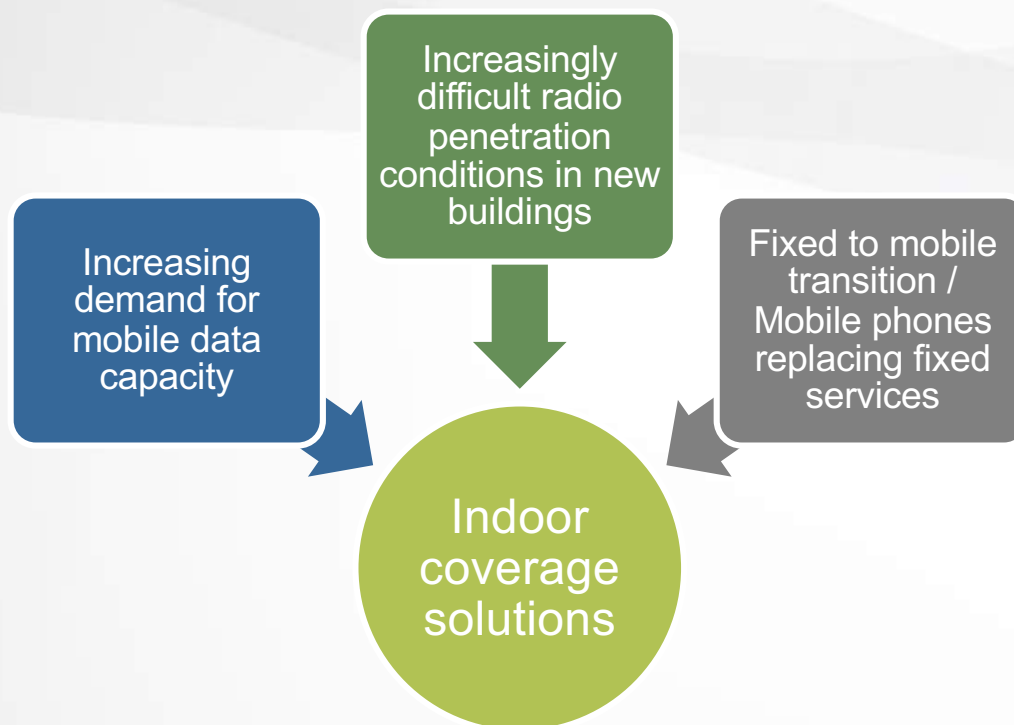 Increasingly
difficult radio
penetration
conditions in new
buildings
Increasing
demand for
mobile data
capacity
Fixed to mobile
transition /
Mobile phones
replacing fixed
services
Indoor
coverage
solutions